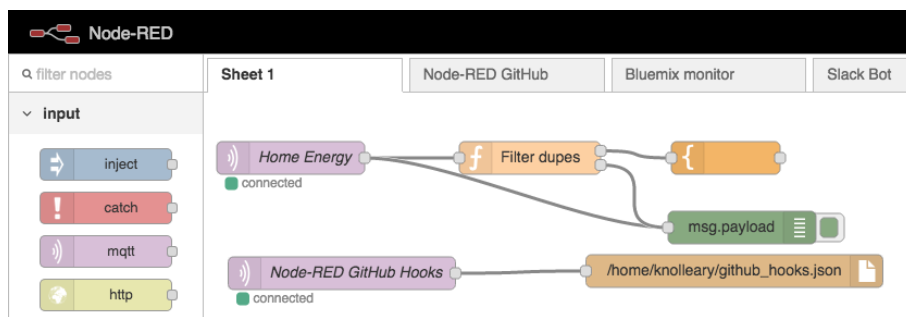 Node-RED
filter nodes
Sheet 1
Node-RED GitHub
Bluemix monitor
Slack Bot
input
inject
catch
mqtt
http
Home Energy
connected
Filter dupes
msg.payload
Node-RED GitHub Hooks
connected
/home/knolleary/github_hooks.json